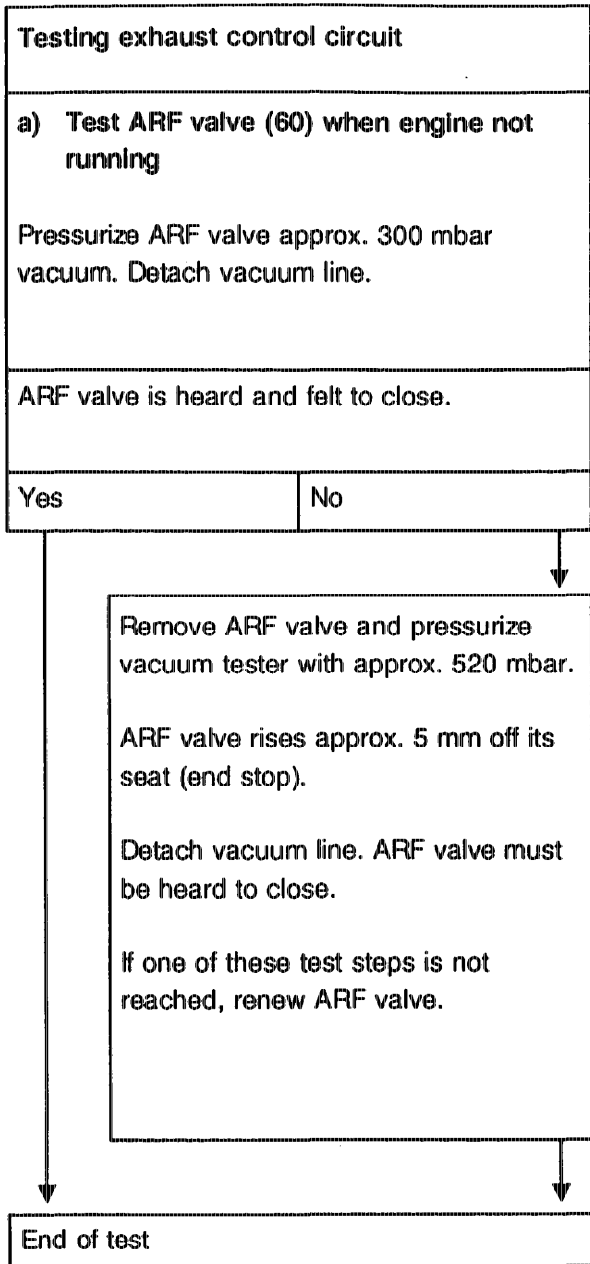 Testing exhaust control circuit
a) Test ARF valve (60) when engine not
running
Pressurize ARF valve approx. 300 mbar
vacuum. Detach vacuum line.
ARF valve is heard and felt to close.
Yes No
Remove ARF valve and pressurize
vacuum tester with approx. 520 mbar.
ARF valve rises approx. 5 mm off its
seat (end stop).
Detach vacuum line. ARF valve must
be heard to close.
If one of these test steps is not
reached, renew ARF valve.
End of test